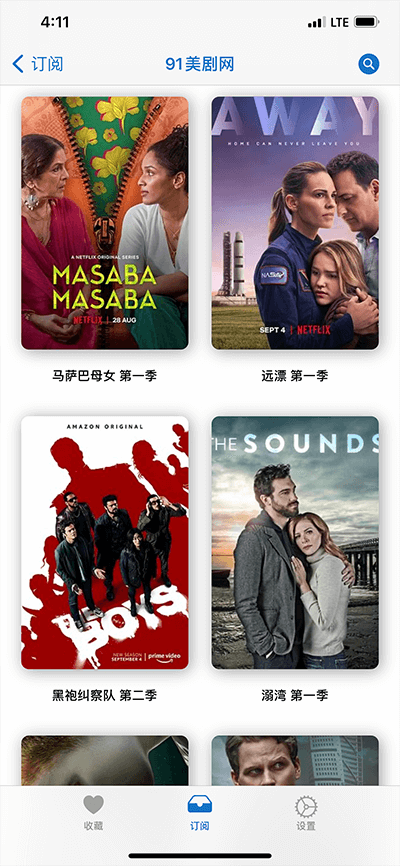 4:11 LTE
订阅 91美剧网
AWAY
HOME CAN NEVER LEAVE YOU
A NETFLIX ORIGINAL SERIES
MASABA
MASABA
NETFLIX | 28 AUG
NASA
SEPT 4 | NETFLIX
马萨巴母女 第一季 远漂 第一季
AMAZON ORIGINAL
THE SOUNDS
BOYS
NEW SEASON
SEPTEMBER 4 | prime video
黑袍纠察队 第二季 溺湾 第一季
收藏 订阅 设置